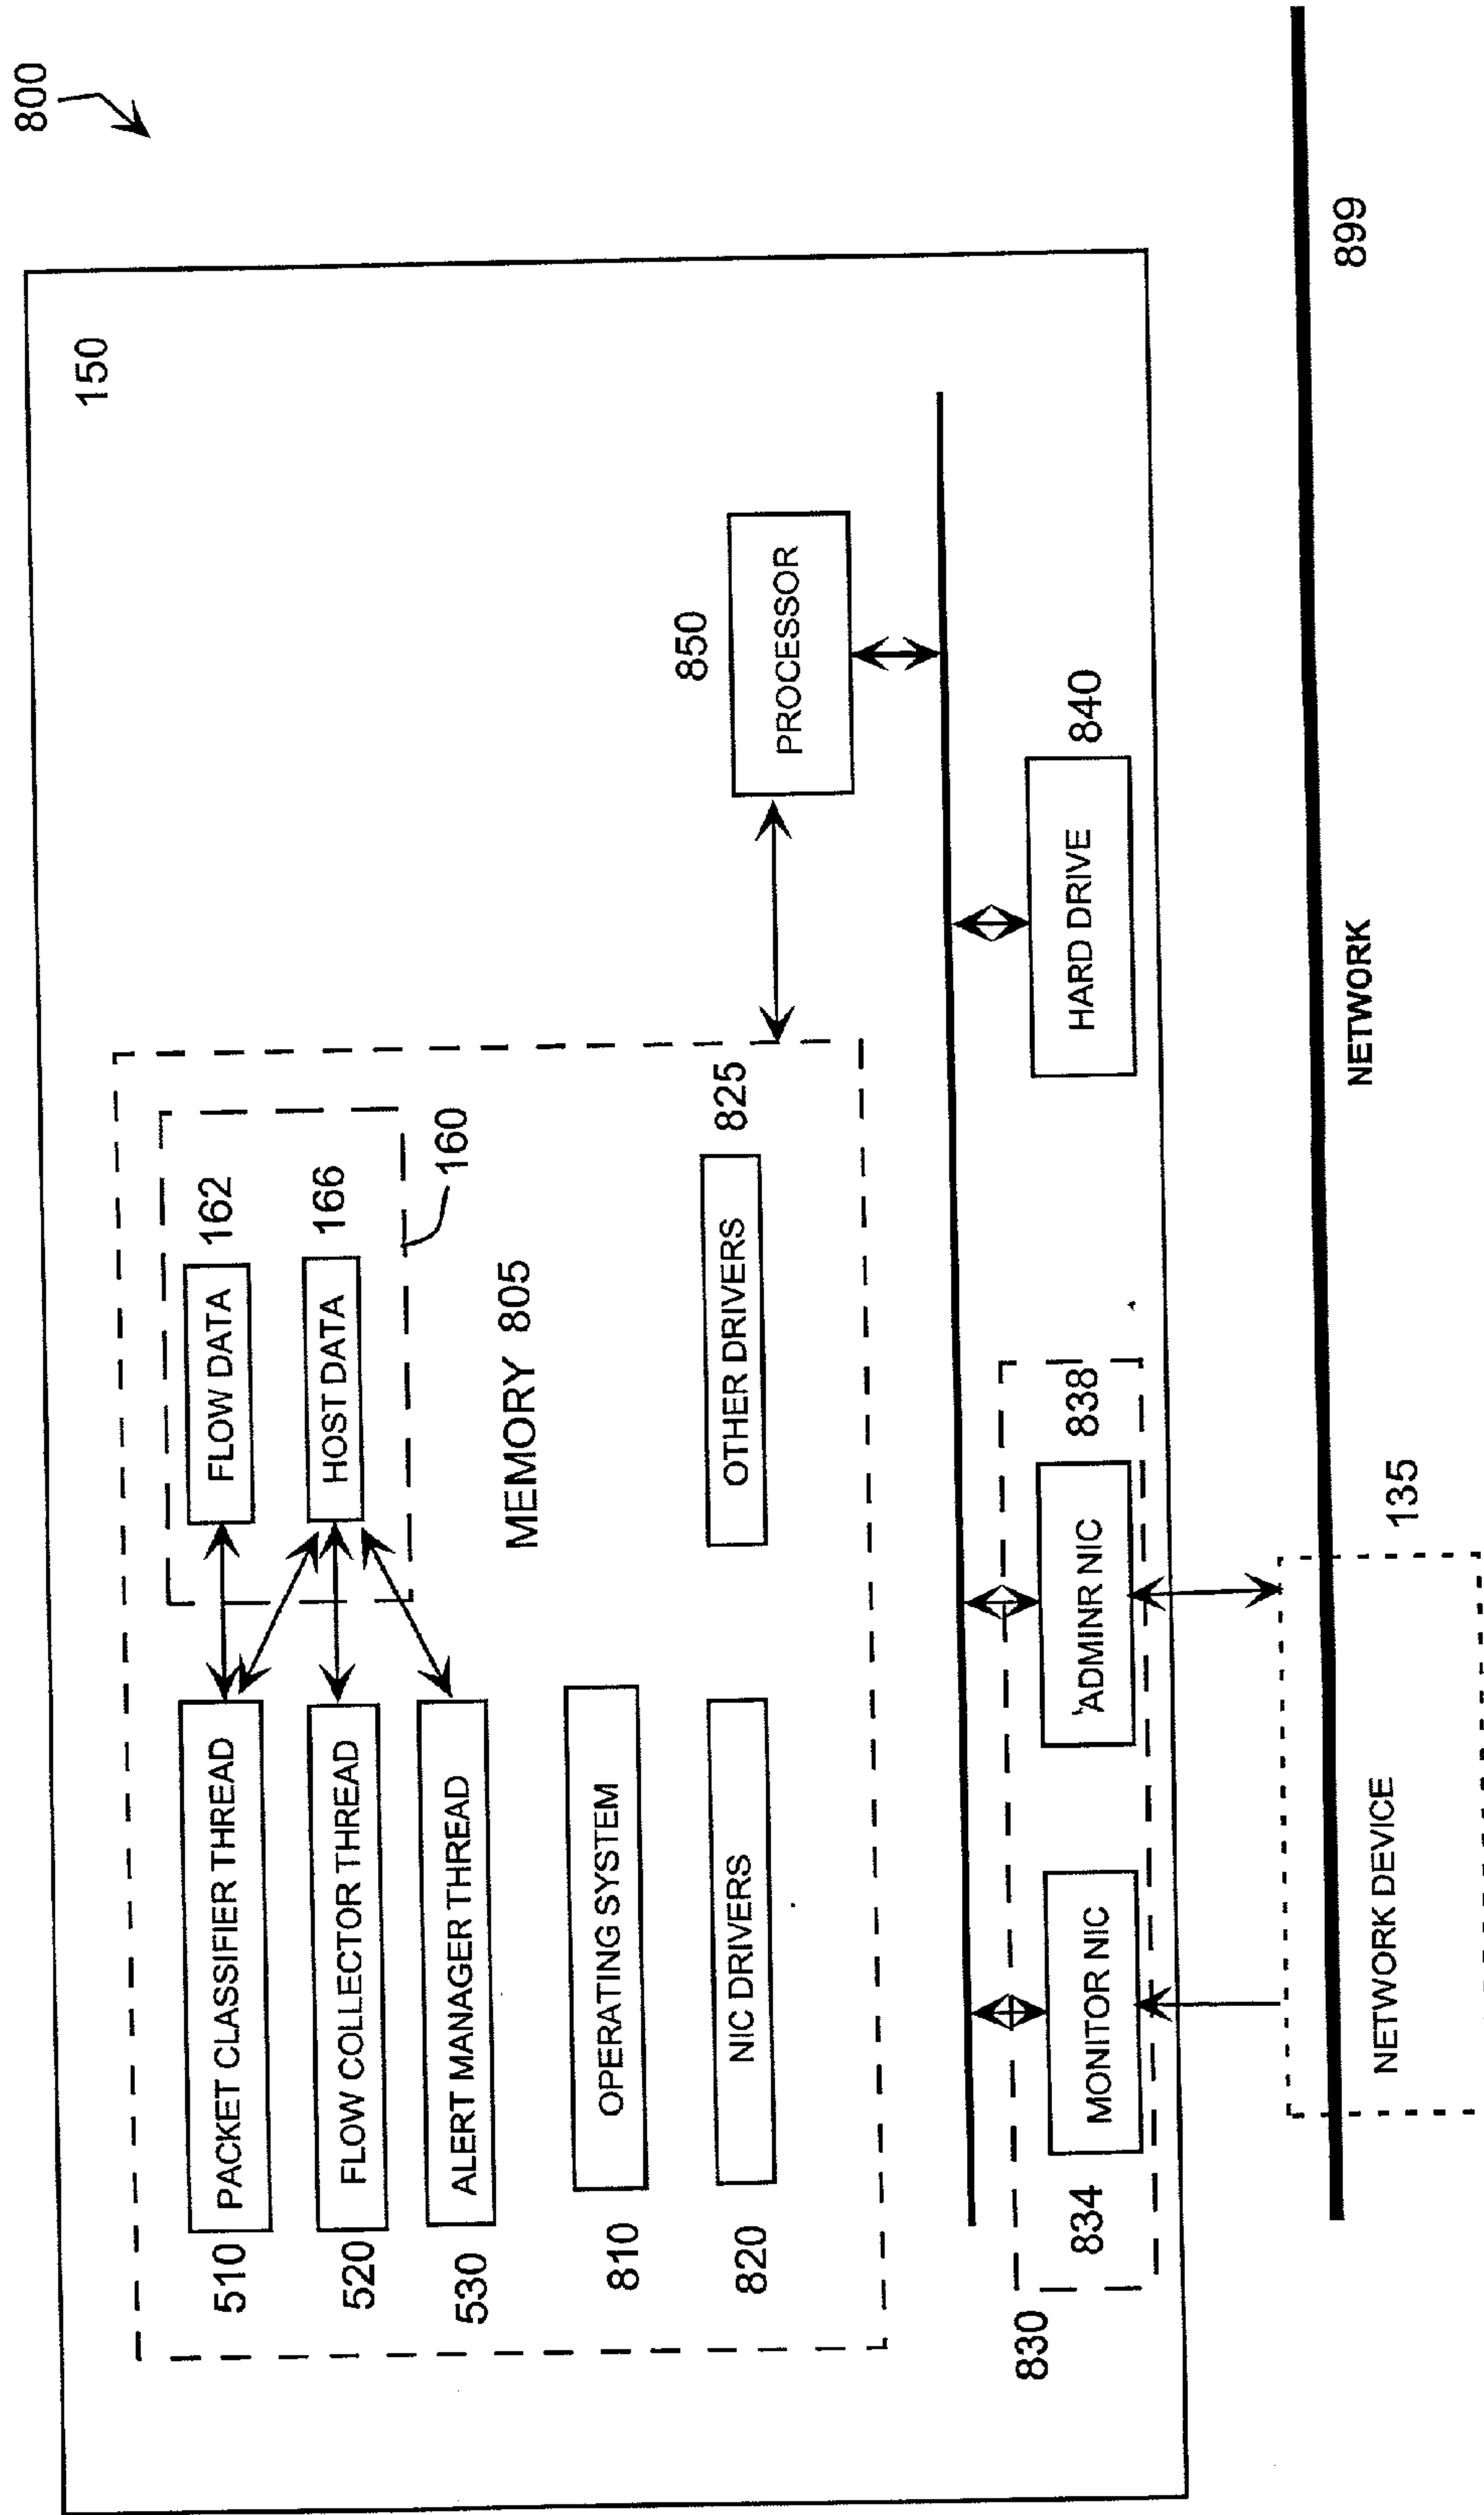 800
150
510 PACKET CLASSIFIER THREAD
FLOW DATA 162
520 FLOW COLLECTOR THREAD
HOST DATA 166
530 ALERT MANAGER THREAD
160
MEMORY 805
810 OPERATING SYSTEM
820 NIC DRIVERS
OTHER DRIVERS 825
850
PROCESSOR
830
834 MONITOR NIC
ADMINR NIC 838
HARD DRIVE 840
899
NETWORK
NETWORK DEVICE 135